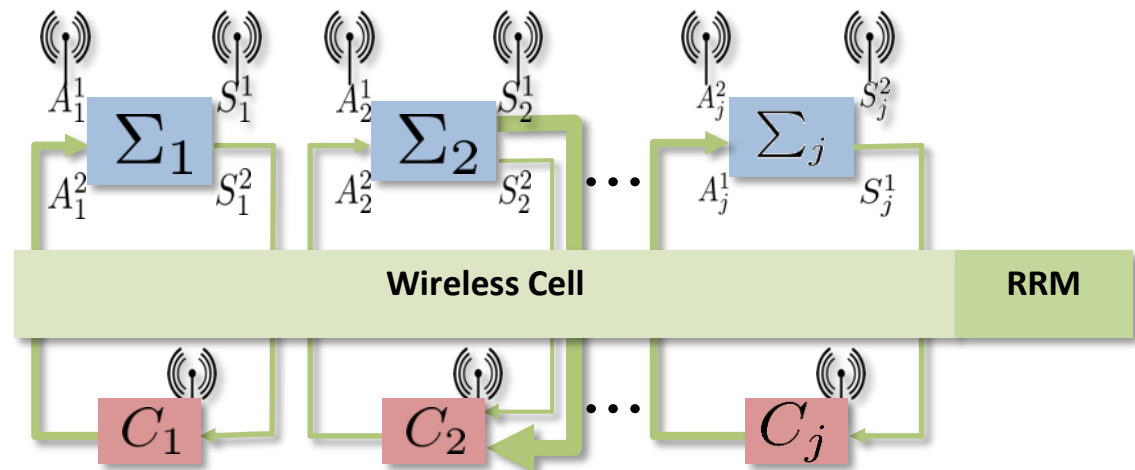 A_1^1 S_1^1 A_2^1 S_2^1 A_j^2 S_j^2
Σ_1 Σ_2 ... Σ_j
A_1^2 S_1^2 A_2^2 S_2^2 A_j^1 S_j^1
Wireless Cell RRM
C_1 C_2 ... C_j